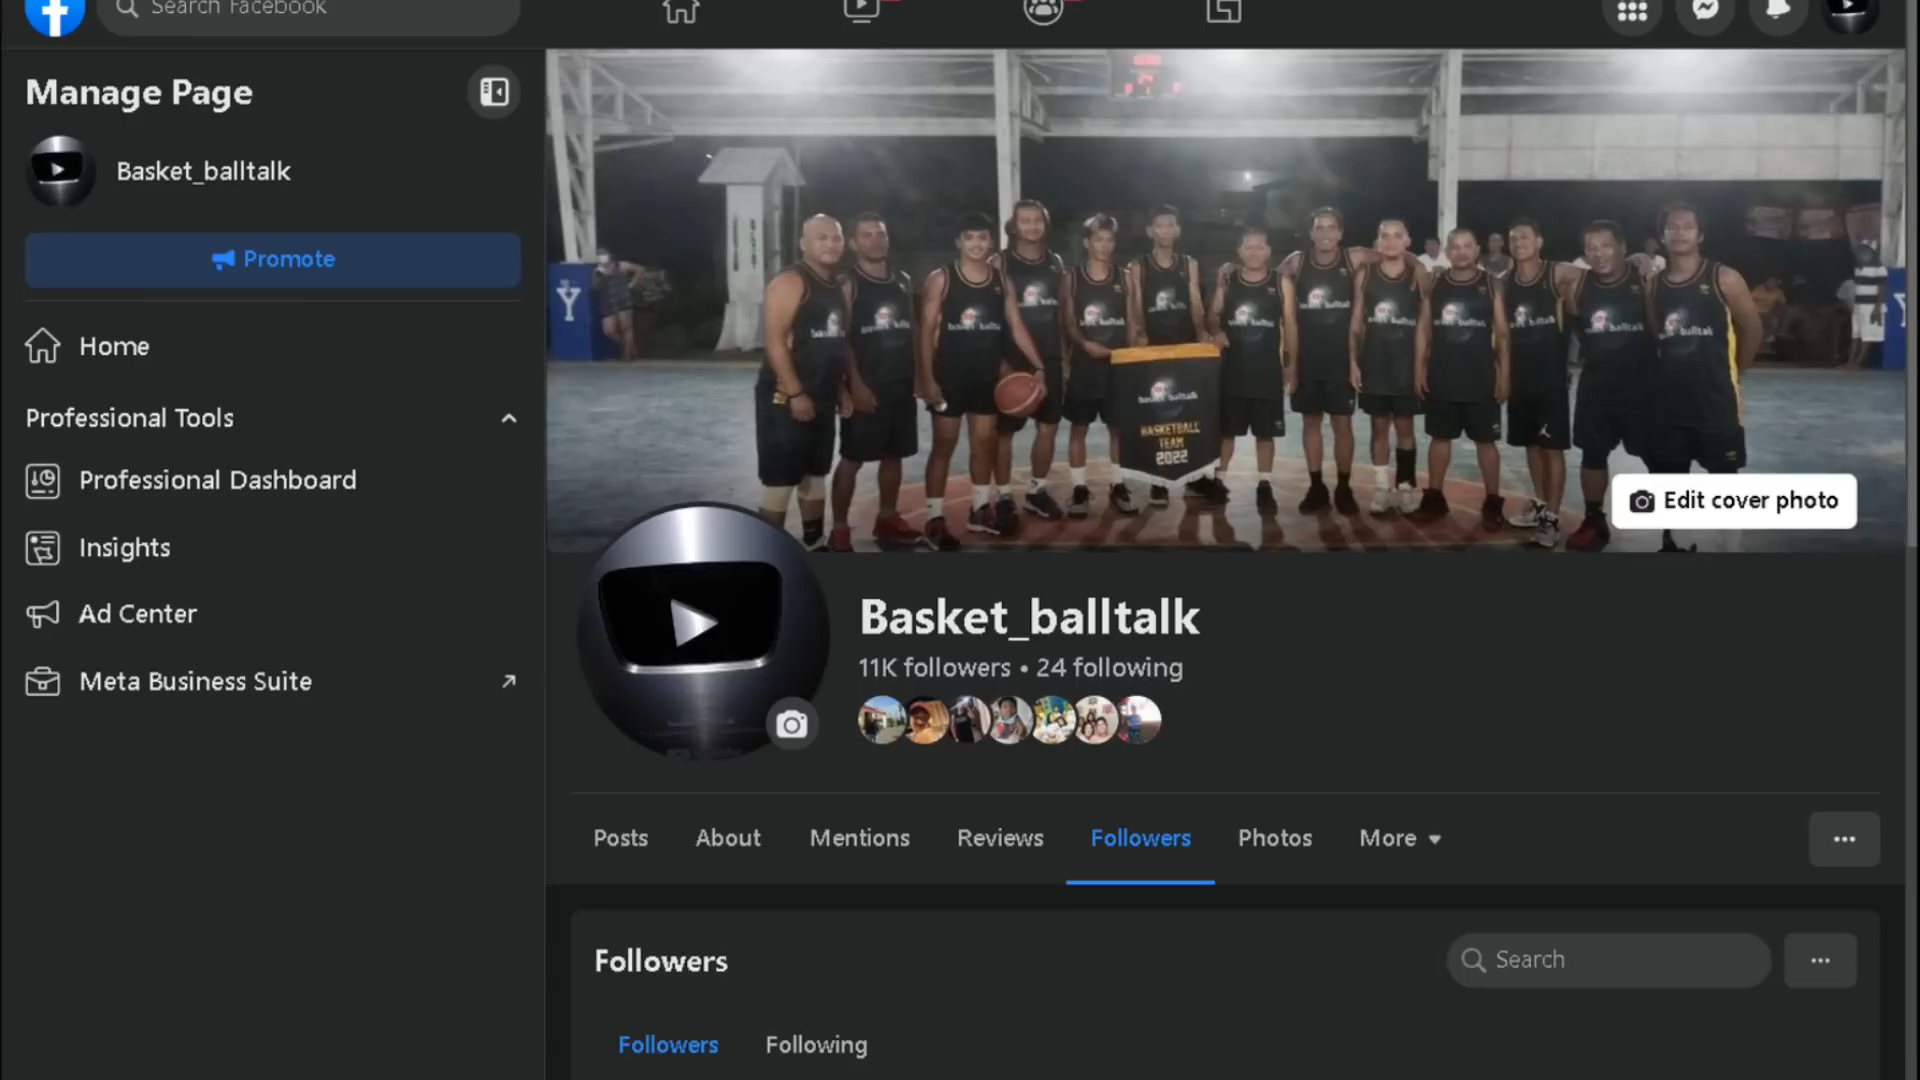 Search Facebook
Manage Page
Basket_balltalk
Promote
Home
Professional Tools
Professional Dashboard
Insights
Ad Center
Meta Business Suite
Y
basket balltalk
BASKETBALL
TEAM
2022
Edit cover photo
Basket_balltalk
11K followers • 24 following
Posts
About
Mentions
Reviews
Followers
Photos
More
Followers
Search
Followers
Following